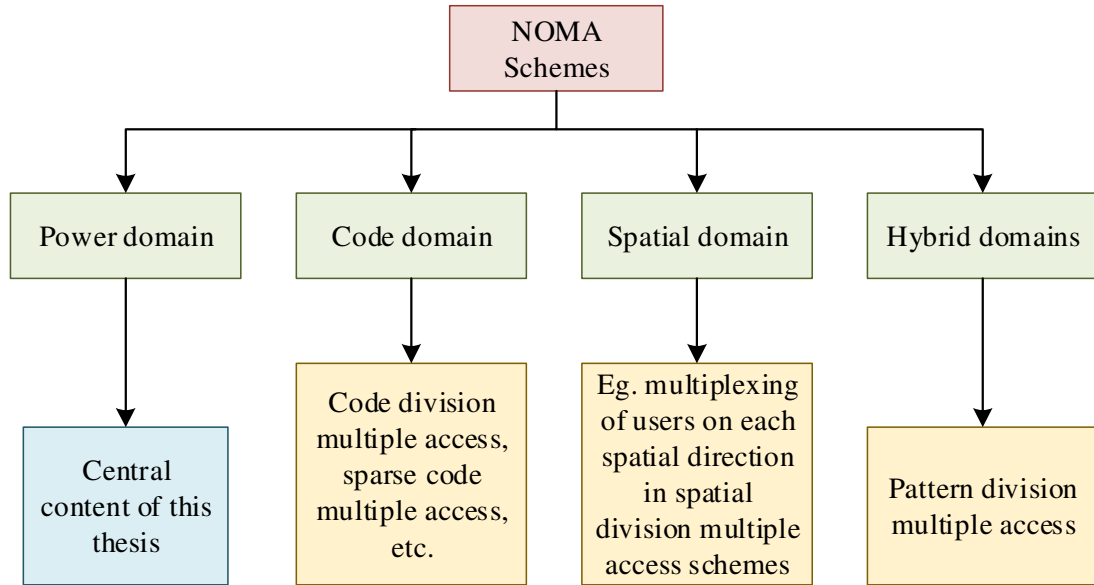 NOMA
Schemes
Power domain
Code domain
Spatial domain
Hybrid domains
Central
content of this
thesis
Code division
multiple access,
sparse code
multiple access,
etc.
Eg. multiplexing
of users on each
spatial direction
in spatial
division multiple
access schemes
Pattern division
multiple access